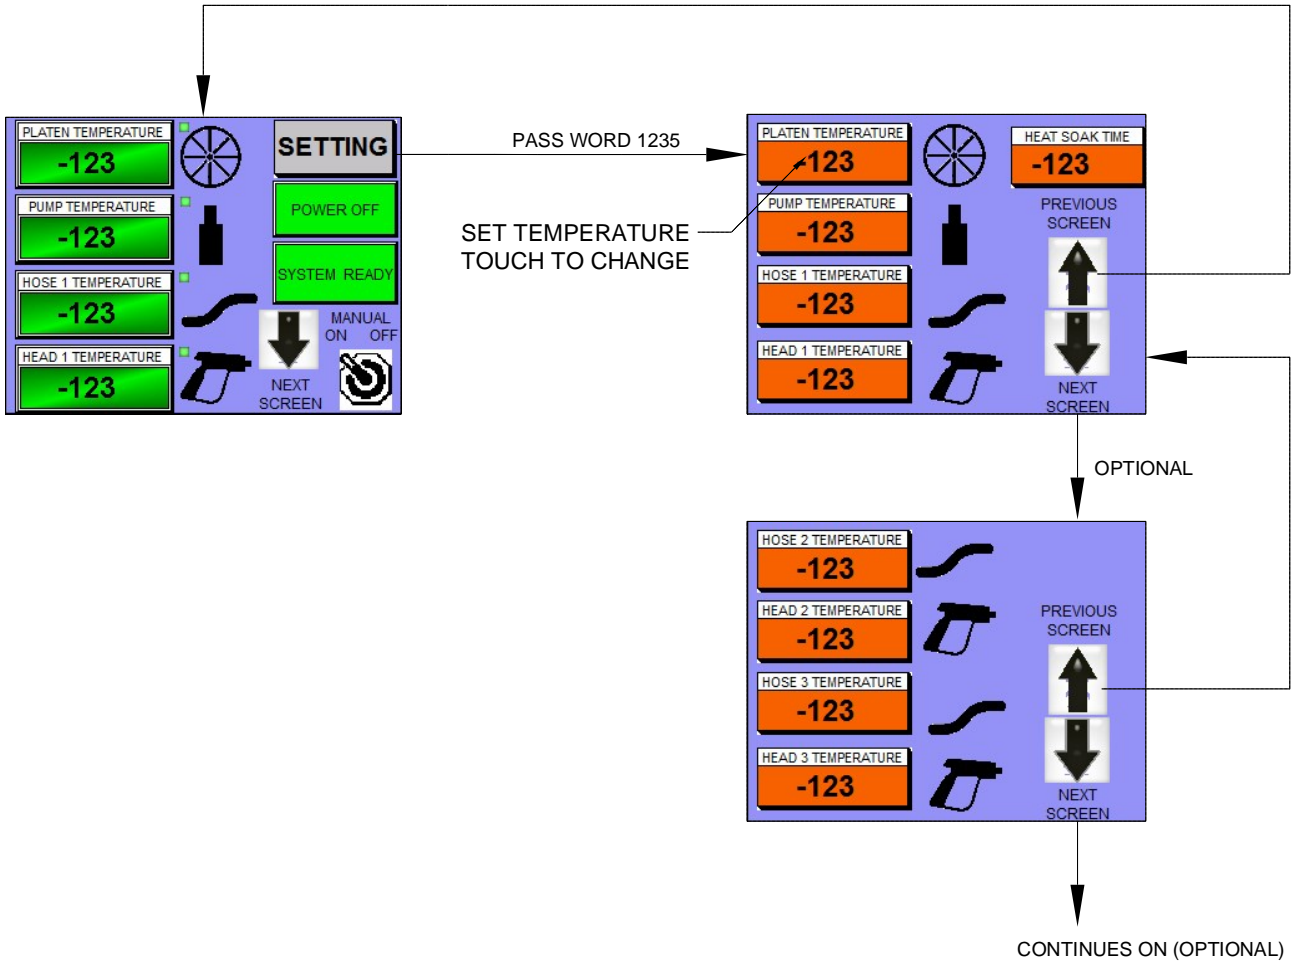 PLATEN TEMPERATURE
-123
SETTING
PUMP TEMPERATURE
-123
POWER OFF
HOSE 1 TEMPERATURE
-123
SYSTEM READY
HEAD 1 TEMPERATURE
-123
NEXT
SCREEN
MANUAL
ON OFF
PASS WORD 1235
SET TEMPERATURE
TOUCH TO CHANGE
PLATEN TEMPERATURE
-123
HEAT SOAK TIME
-123
PUMP TEMPERATURE
-123
PREVIOUS
SCREEN
HOSE 1 TEMPERATURE
-123
HEAD 1 TEMPERATURE
-123
NEXT
SCREEN
OPTIONAL
HOSE 2 TEMPERATURE
-123
HEAD 2 TEMPERATURE
-123
PREVIOUS
SCREEN
HOSE 3 TEMPERATURE
-123
HEAD 3 TEMPERATURE
-123
NEXT
SCREEN
CONTINUES ON (OPTIONAL)